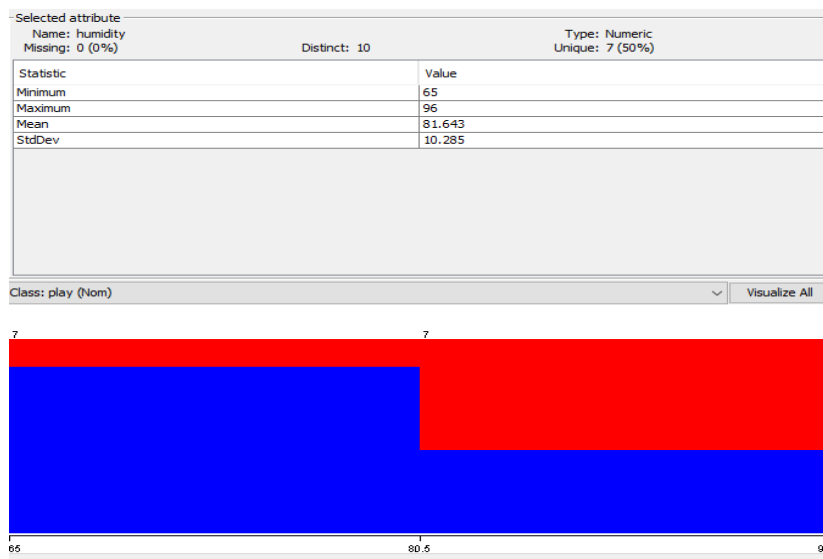 Selected attribute
Name: humidity Type: Numeric
Missing: 0 (0%) Distinct: 10 Unique: 7 (50%)
Statistic Value
Minimum 65
Maximum 96
Mean 81.643
StdDev 10.285
Class: play (Nom) Visualize All
7 7
65 80.5 9